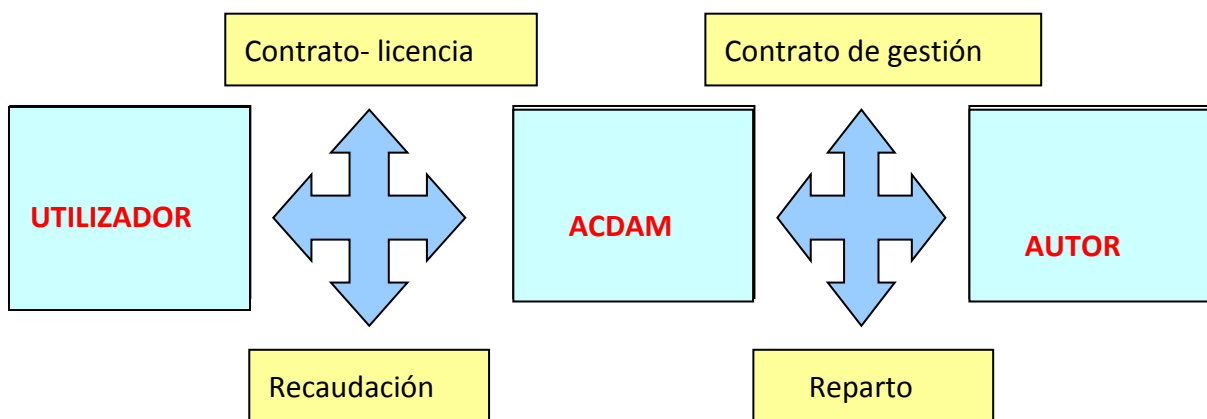 Contrato- licencia
Contrato de gestión
UTILIZADOR
ACDAM
AUTOR
Recaudación
Reparto